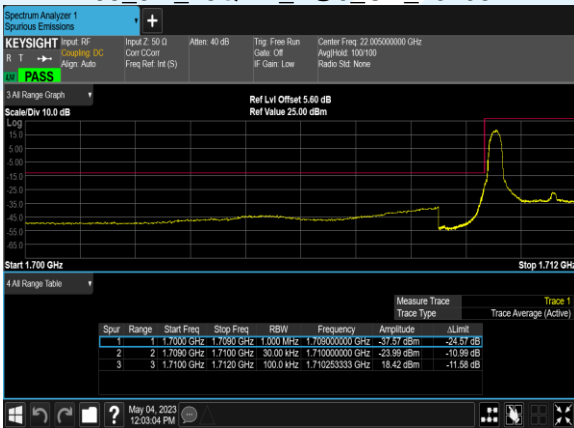 Spectrum Analyzer 1
Spurious Emissions
+
KEYSIGHT Input: RF Input Z: 50 Ω Atten: 40 dB Trig: Free Run Center Freq: 22.005000000 GHz
R T Coupling: DC Corr CCorr Gate: Off Avg|Hold: 100/100
Align: Auto Freq Ref: Int (S) IF Gain: Low Radio Std: None
PASS
3 All Range Graph
Ref Lvl Offset 5.60 dB
Scale/Div 10.0 dB Ref Value 25.00 dBm
Log
15.0
5.00
-5.00
-15.0
-25.0
-35.0
-45.0
-55.0
-65.0
Start 1.700 GHz Stop 1.712 GHz
4 All Range Table
Measure Trace Trace 1
Trace Type Trace Average (Active)
Spur Range Start Freq Stop Freq RBW Frequency Amplitude ΔLimit
1 1 1.7000 GHz 1.7090 GHz 1.000 MHz 1.709000000 GHz -37.57 dBm -24.57 dB
2 2 1.7090 GHz 1.7100 GHz 30.00 kHz 1.710000000 GHz -23.99 dBm -10.99 dB
3 3 1.7100 GHz 1.7120 GHz 100.0 kHz 1.710253333 GHz 18.42 dBm -11.58 dB
? May 04, 2023
12:03:04 PM